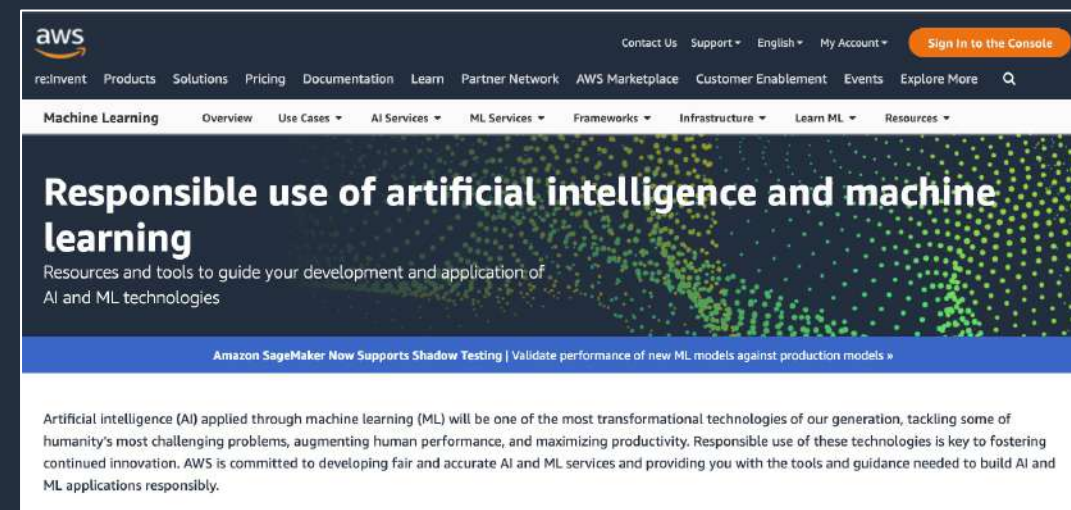 aws
Contact Us Support English My Account Sign In to the Console
re:Invent Products Solutions Pricing Documentation Learn Partner Network AWS Marketplace Customer Enablement Events Explore More
Machine Learning Overview Use Cases AI Services ML Services Frameworks Infrastructure Learn ML Resources
Responsible use of artificial intelligence and machine
learning
Resources and tools to guide your development and application of
AI and ML technologies
Amazon SageMaker Now Supports Shadow Testing | Validate performance of new ML models against production models »
Artificial intelligence (AI) applied through machine learning (ML) will be one of the most transformational technologies of our generation, tackling some of
humanity's most challenging problems, augmenting human performance, and maximizing productivity. Responsible use of these technologies is key to fostering
continued innovation. AWS is committed to developing fair and accurate AI and ML services and providing you with the tools and guidance needed to build AI and
ML applications responsibly.